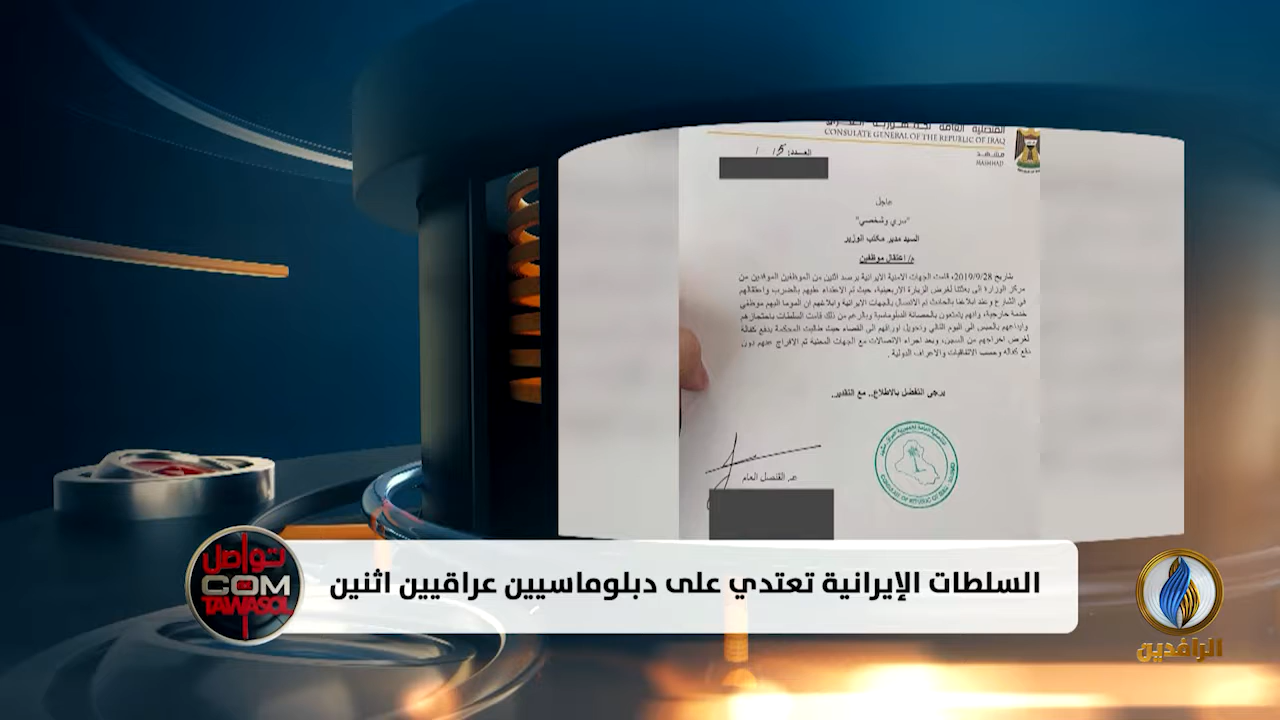 القنصلية العامة لجمهورية العراق
CONSULATE GENERAL OF THE REPUBLIC OF IRAQ
مشهد
MASHHAD
العدد: 15
عاجل
"سري وشخصي"
السيد مدير مكتب الوزير
م/ اعتقال موظفين
بتاريخ 2019/9/28، قامت الجهات الامنية الايرانية برصد اثنين من الموظفين الموفدين من
مركز الوزارة الى بعثتنا لغرض الزيارة الاربعينية، حيث تم الاعتداء عليهم بالضرب واعتقالهم
في الشارع وعند ابلاغنا بالحادث تم الاتصال بالجهات الايرانية وابلاغهم ان الموما اليهم موظفي
خدمة خارجية، وانهم يتمتعون بالحصانة الدبلوماسية وبالرغم من ذلك قامت السلطات باحتجازهم
وايداعهم بالحبس الى اليوم التالي وتحويل اوراقهم الى القضاء حيث طالبت المحكمة بدفع كفالة
لغرض اخراجهم من السجن، وبعد اجراء الاتصالات مع الجهات المعنية تم الافراج عنهم دون
دفع كفاله وحسب الاتفاقيات والاعراف الدولية .
يرجى التفضل بالاطلاع.. مع التقدير.
ع. القنصل العام
السلطات الإيرانية تعتدي على دبلوماسيين عراقيين اثنين
تواصل
COM
TAWASOL
الرافدين